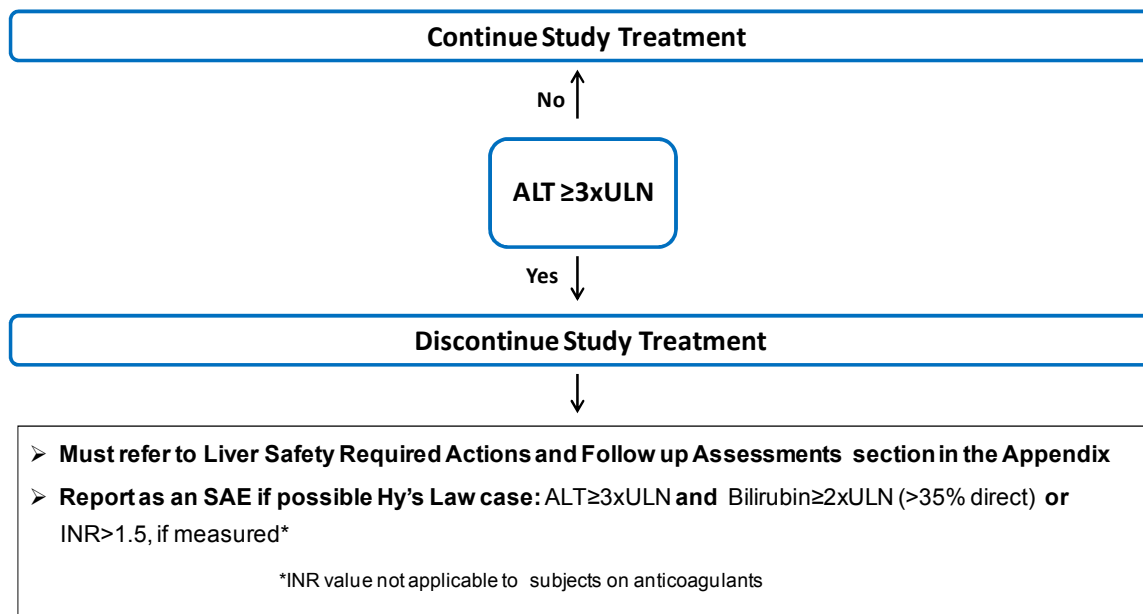 Continue Study Treatment
No
ALT ≥3xULN
Yes
Discontinue Study Treatment
➢ Must refer to Liver Safety Required Actions and Follow up Assessments section in the Appendix
➢ Report as an SAE if possible Hy's Law case: ALT≥3xULN and Bilirubin≥2xULN (>35% direct) or
INR>1.5, if measured*
*INR value not applicable to subjects on anticoagulants